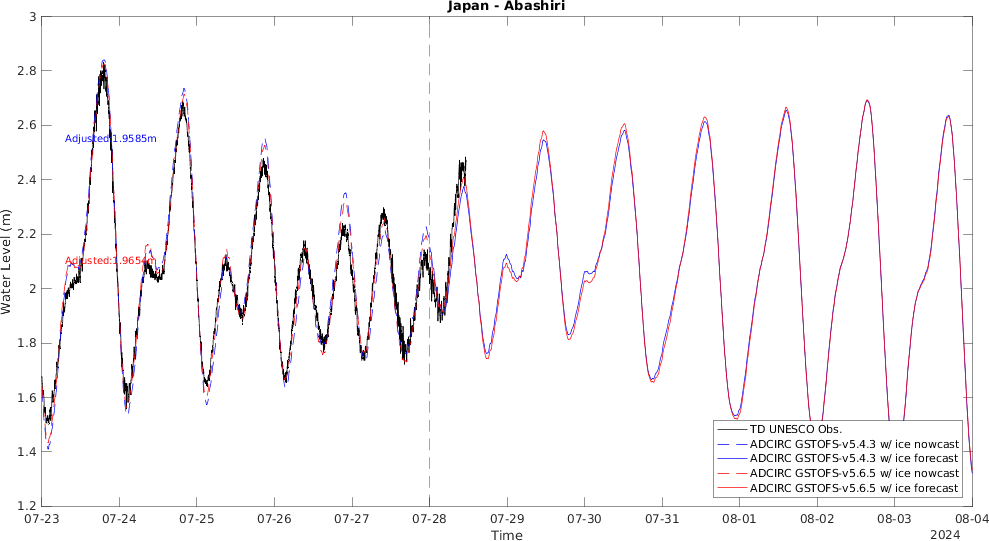 Japan - Abashiri
Water Level (m)
3
2.8
2.6
2.4
2.2
2
1.8
1.6
1.4
1.2
Adjusted:1.9585m
Adjusted:1.9654m
TD UNESCO Obs.
ADCIRC GSTOFS-v5.4.3 w/ ice nowcast
ADCIRC GSTOFS-v5.4.3 w/ ice forecast
ADCIRC GSTOFS-v5.6.5 w/ ice nowcast
ADCIRC GSTOFS-v5.6.5 w/ ice forecast
07-23 07-24 07-25 07-26 07-27 07-28 07-29 07-30 07-31 08-01 08-02 08-03 08-04
Time
2024